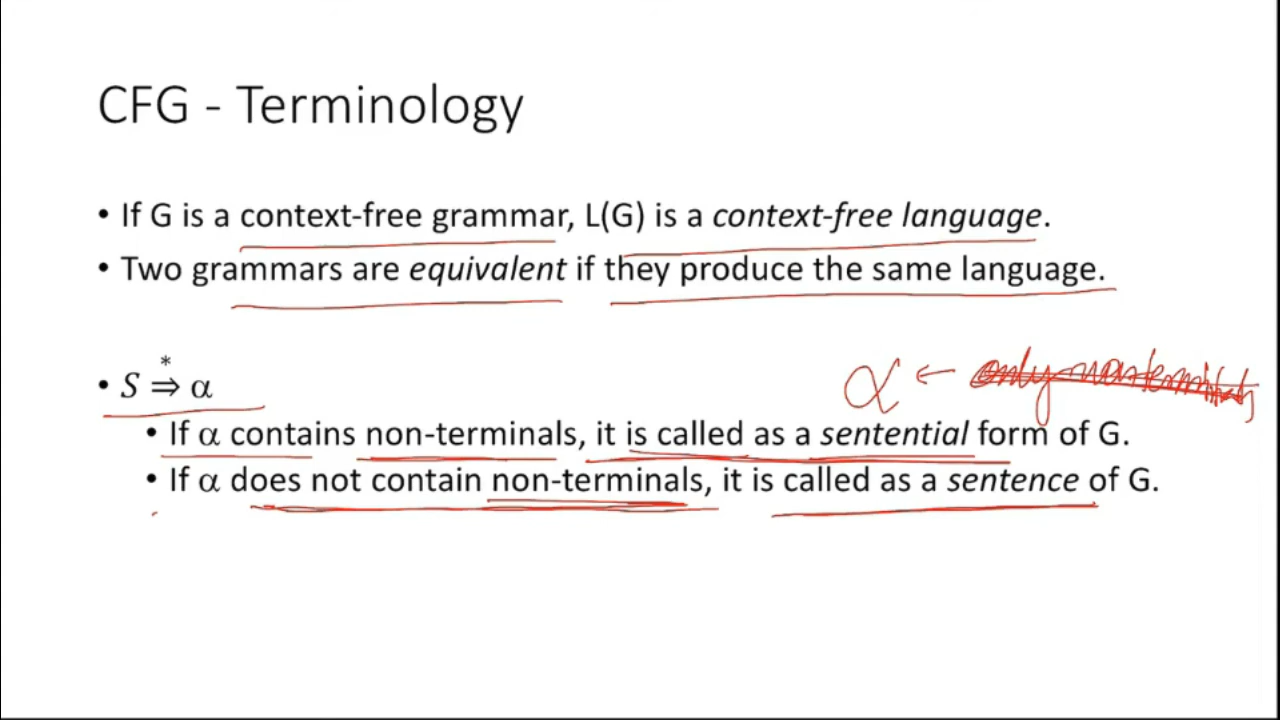 CFG - Terminology
• If G is a context-free grammar, L(G) is a context-free language.
• Two grammars are equivalent if they produce the same language.
• S *⇒ α
α ← only nonterminals
• If α contains non-terminals, it is called as a sentential form of G.
• If α does not contain non-terminals, it is called as a sentence of G.